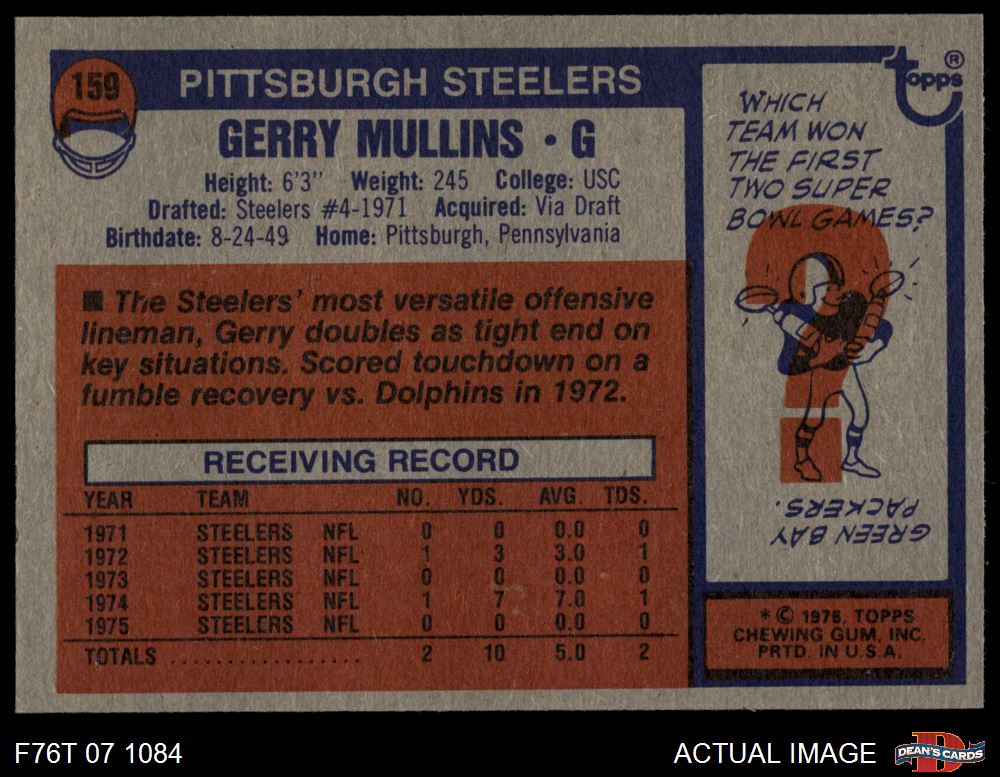 159
PITTSBURGH STEELERS
GERRY MULLINS • G
Height: 6'3" Weight: 245 College: USC
Drafted: Steelers #4-1971 Acquired: Via Draft
Birthdate: 8-24-49 Home: Pittsburgh, Pennsylvania
■ The Steelers' most versatile offensive
lineman, Gerry doubles as tight end on
key situations. Scored touchdown on a
fumble recovery vs. Dolphins in 1972.
RECEIVING RECORD
YEAR TEAM NO. YDS. AVG. TDS.
1971 STEELERS NFL 0 0 0.0 0
1972 STEELERS NFL 1 3 3.0 1
1973 STEELERS NFL 0 0 0.0 0
1974 STEELERS NFL 1 7 7.0 1
1975 STEELERS NFL 0 0 0.0 0
TOTALS .................. 2 10 5.0 2
Topps ®
WHICH
TEAM WON
THE FIRST
TWO SUPER
BOWL GAMES?
GREEN BAY
PACKERS.
* © 1976, TOPPS
CHEWING GUM, INC.
PRTD. IN U.S.A.
F76T 07 1084
ACTUAL IMAGE
D
DEAN'S CARDS